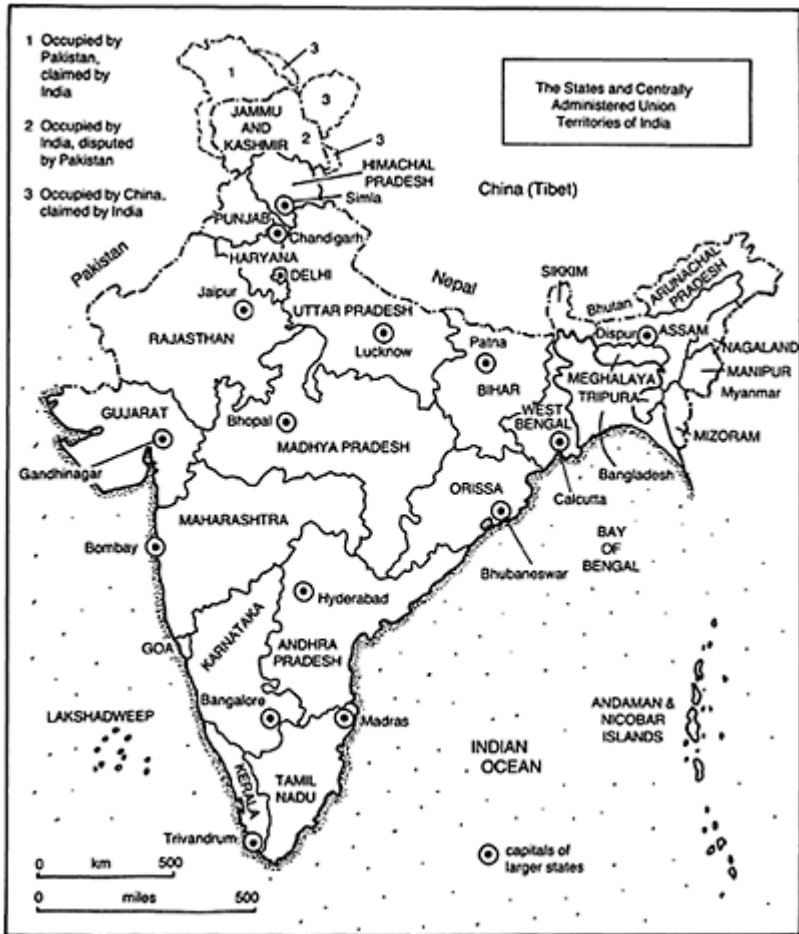 1 Occupied by
Pakistan,
claimed by
India
2 Occupied by
India, disputed
by Pakistan
3 Occupied by China,
claimed by India
The States and Centrally
Administered Union
Territories of India
1
3
3
JAMMU
AND
KASHMIR
2
3
HIMACHAL
PRADESH
Simla
China (Tibet)
PUNJAB
Chandigarh
Pakistan
HARYANA
DELHI
Nepal
SIKKIM
Bhutan
ARUNACHAL
PRADESH
Jaipur
UTTAR PRADESH
RAJASTHAN
Lucknow
Patna
BIHAR
Dispur
ASSAM
NAGALAND
MEGHALAYA
MANIPUR
TRIPURA
Myanmar
GUJARAT
Bhopal
MADHYA PRADESH
WEST
BENGAL
MIZORAM
Gandhinagar
Bangladesh
Calcutta
ORISSA
MAHARASHTRA
Bombay
Bhubaneswar
BAY
OF
BENGAL
Hyderabad
KARNATAKA
GOA
ANDHRA
PRADESH
Bangalore
Madras
LAKSHADWEEP
ANDAMAN &
NICOBAR
ISLANDS
INDIAN
OCEAN
KERALA
TAMIL
NADU
Trivandrum
capitals of
larger states
0 km 500
0 miles 500